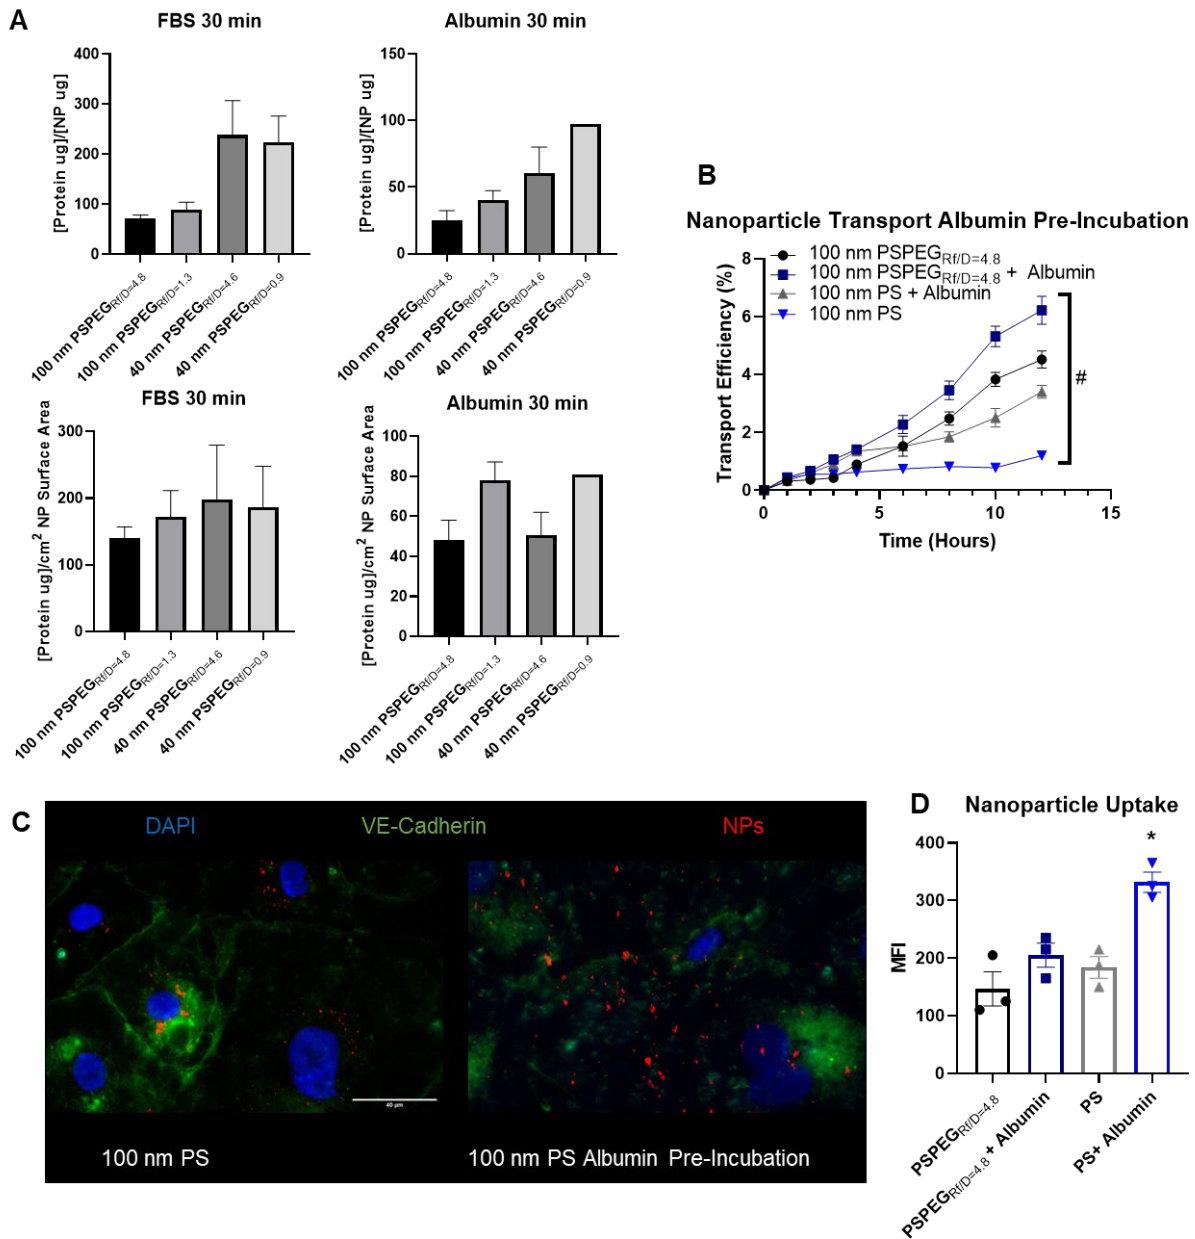 A
FBS 30 min
[Protein ug]/[NP ug]
400
300
200
100
0
100 nm PSPEGRf/D=4.8
100 nm PSPEGRf/D=1.3
40 nm PSPEGRf/D=4.6
40 nm PSPEGRf/D=0.9
Albumin 30 min
[Protein ug]/[NP ug]
150
100
50
0
100 nm PSPEGRf/D=4.8
100 nm PSPEGRf/D=1.3
40 nm PSPEGRf/D=4.6
40 nm PSPEGRf/D=0.9
FBS 30 min
[Protein ug]/cm2 NP Surface Area
300
200
100
0
100 nm PSPEGRf/D=4.8
100 nm PSPEGRf/D=1.3
40 nm PSPEGRf/D=4.6
40 nm PSPEGRf/D=0.9
Albumin 30 min
[Protein ug]/cm2 NP Surface Area
100
80
60
40
20
0
100 nm PSPEGRf/D=4.8
100 nm PSPEGRf/D=1.3
40 nm PSPEGRf/D=4.6
40 nm PSPEGRf/D=0.9
B
Nanoparticle Transport Albumin Pre-Incubation
100 nm PSPEGRf/D=4.8
100 nm PSPEGRf/D=4.8 + Albumin
100 nm PS + Albumin
100 nm PS
Transport Efficiency (%)
8
6
4
2
0
#
0
5
10
15
Time (Hours)
C
DAPI
VE-Cadherin
NPs
40 µm
100 nm PS
100 nm PS Albumin Pre-Incubation
D
Nanoparticle Uptake
*
MFI
400
300
200
100
0
PSPEGRf/D=4.8
PSPEGRf/D=4.8 + Albumin
PS
PS+ Albumin